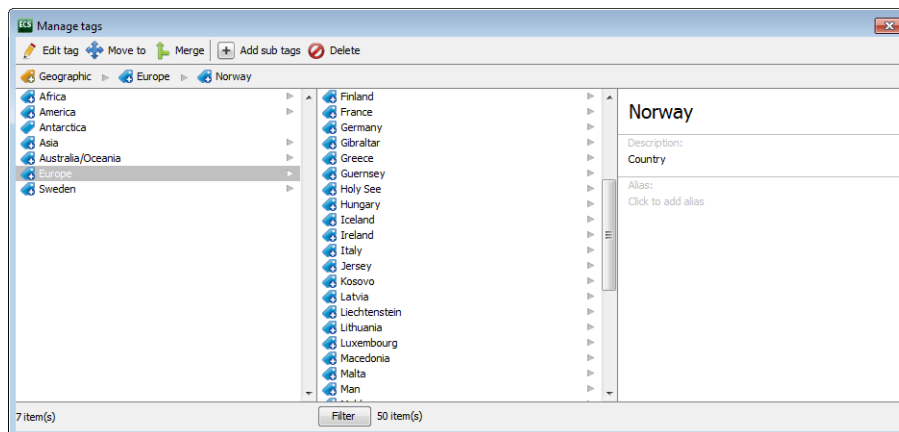 ECS Manage tags
Edit tag Move to Merge Add sub tags Delete
Geographic Europe Norway
Africa
America
Antarctica
Asia
Australia/Oceania
Europe
Sweden
7 item(s)
Finland
France
Germany
Gibraltar
Greece
Guernsey
Holy See
Hungary
Iceland
Ireland
Italy
Jersey
Kosovo
Latvia
Liechtenstein
Lithuania
Luxembourg
Macedonia
Malta
Man
Filter 50 item(s)
Norway
Description:
Country
Alias:
Click to add alias